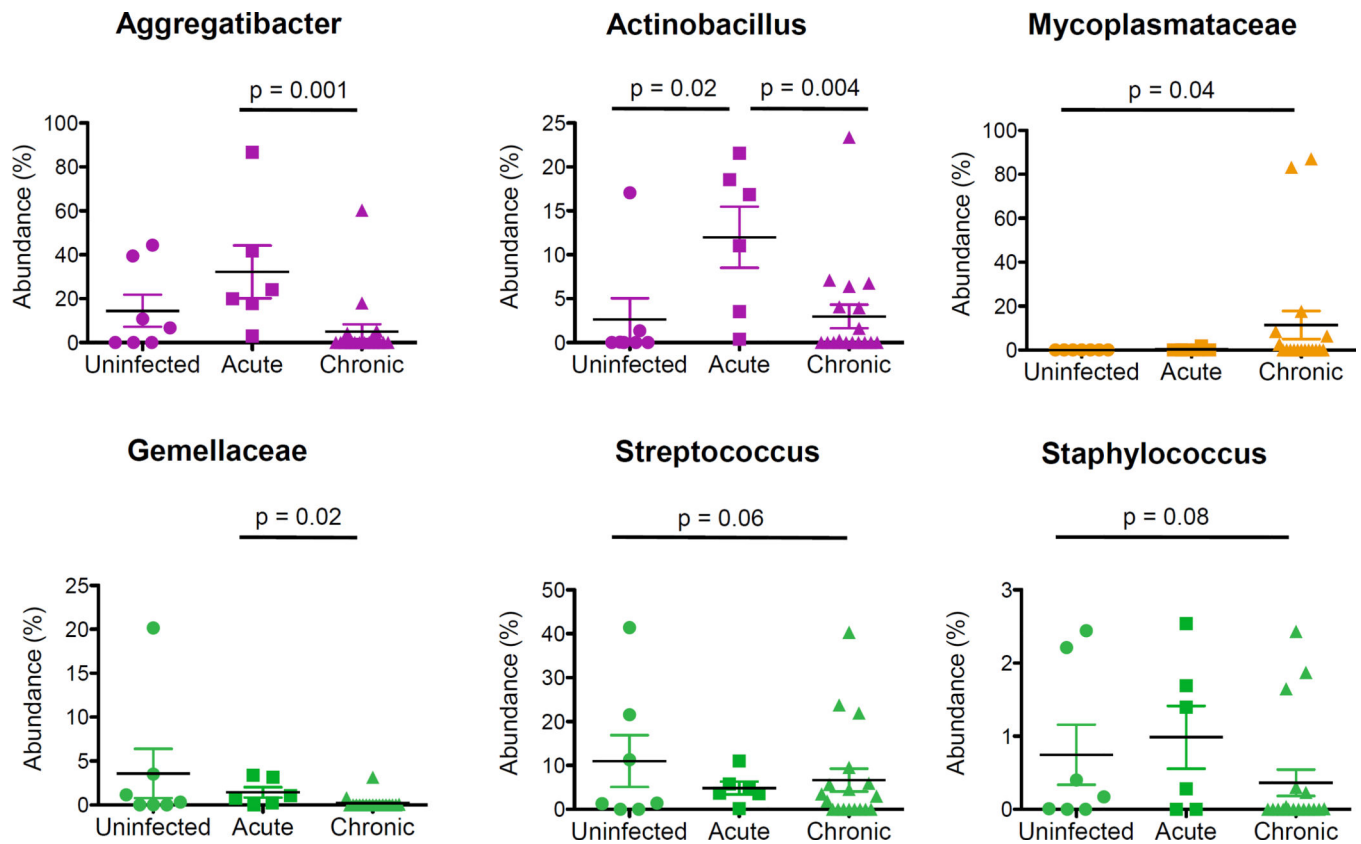 Aggregatibacter
p = 0.001
Abundance (%)
100
80
60
40
20
0
Uninfected Acute Chronic
Actinobacillus
p = 0.02 p = 0.004
Abundance (%)
25
20
15
10
5
0
Uninfected Acute Chronic
Mycoplasmataceae
p = 0.04
Abundance (%)
100
80
60
40
20
0
Uninfected Acute Chronic
Gemellaceae
p = 0.02
Abundance (%)
25
20
15
10
5
0
Uninfected Acute Chronic
Streptococcus
p = 0.06
Abundance (%)
50
40
30
20
10
0
Uninfected Acute Chronic
Staphylococcus
p = 0.08
Abundance (%)
3
2
1
0
Uninfected Acute Chronic